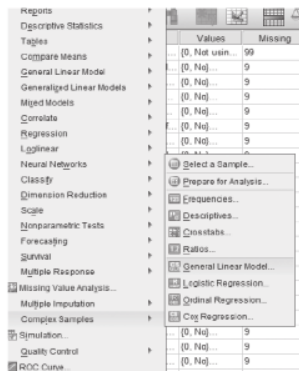 Reports
Descriptive Statistics
Tables
Compare Means
General Linear Model
Generalized Linear Models
Mixed Models
Correlate
Regression
Loglinear
Neural Networks
Classify
Dimension Reduction
Scale
Nonparametric Tests
Forecasting
Survival
Multiple Response
Missing Value Analysis...
Multiple Imputation
Complex Samples
Simulation...
Quality Control
ROC Curve...
Values Missing
{0, Not usin... 99
{0, No}... 9
{0, No}... 9
{0, No}... 9
{0, No}... 9
{0, No}... 9
{0, No}... 9
{0, No}... 9
Select a Sample...
Prepare for Analysis...
Frequencies...
Descriptives...
Crosstabs...
Ratios...
General Linear Model...
Logistic Regression...
Ordinal Regression...
Cox Regression...
{0, No}... 9
{0, No}... 9
{0, No}... 9